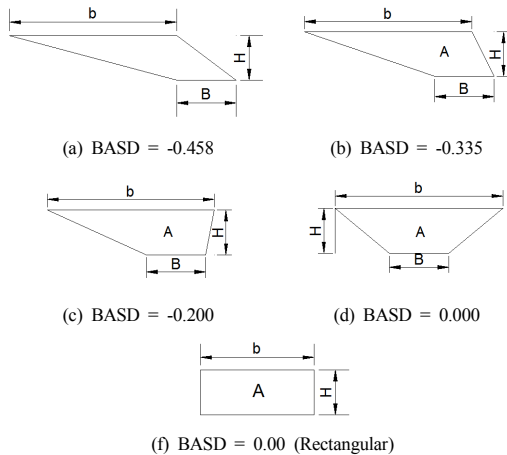 b
H
B
(a) BASD = -0.458
b
A
H
B
(b) BASD = -0.335
b
A
H
B
(c) BASD = -0.200
b
H
A
B
(d) BASD = 0.000
b
A
H
(f) BASD = 0.00 (Rectangular)